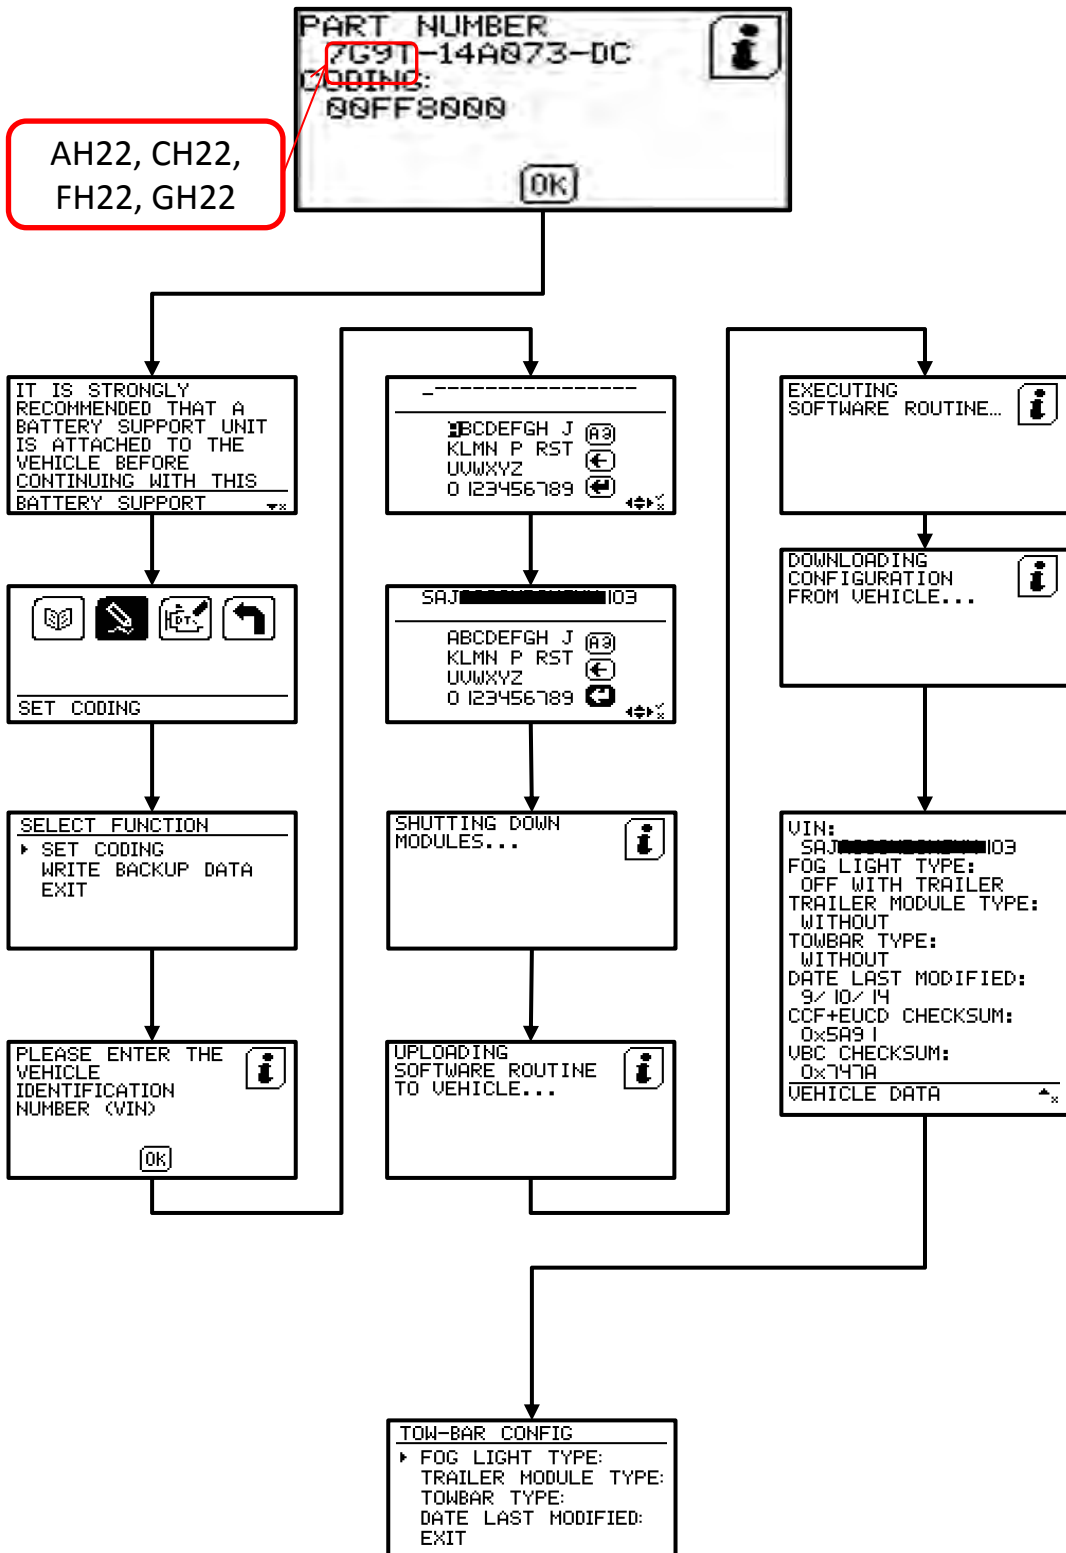 PART NUMBER
7G9T-14A073-DC
CODING:
00FF8000
OK
AH22, CH22,
FH22, GH22
IT IS STRONGLY
RECOMMENDED THAT A
BATTERY SUPPORT UNIT
IS ATTACHED TO THE
VEHICLE BEFORE
CONTINUING WITH THIS
BATTERY SUPPORT
SET CODING
SELECT FUNCTION
SET CODING
WRITE BACKUP DATA
EXIT
PLEASE ENTER THE
VEHICLE
IDENTIFICATION
NUMBER (VIN)
OK
ABCDEFGH J
KLMN P RST
UVWXYZ
0 123456789
SAJ 103
ABCDEFGH J
KLMN P RST
UVWXYZ
0 123456789
SHUTTING DOWN
MODULES...
UPLOADING
SOFTWARE ROUTINE
TO VEHICLE...
EXECUTING
SOFTWARE ROUTINE...
DOWNLOADING
CONFIGURATION
FROM VEHICLE...
VIN:
SAJ 103
FOG LIGHT TYPE:
OFF WITH TRAILER
TRAILER MODULE TYPE:
WITHOUT
TOWBAR TYPE:
WITHOUT
DATE LAST MODIFIED:
9/10/14
CCF+EUCD CHECKSUM:
0x5A91
VBC CHECKSUM:
0x747A
VEHICLE DATA
TOW-BAR CONFIG
FOG LIGHT TYPE:
TRAILER MODULE TYPE:
TOWBAR TYPE:
DATE LAST MODIFIED:
EXIT